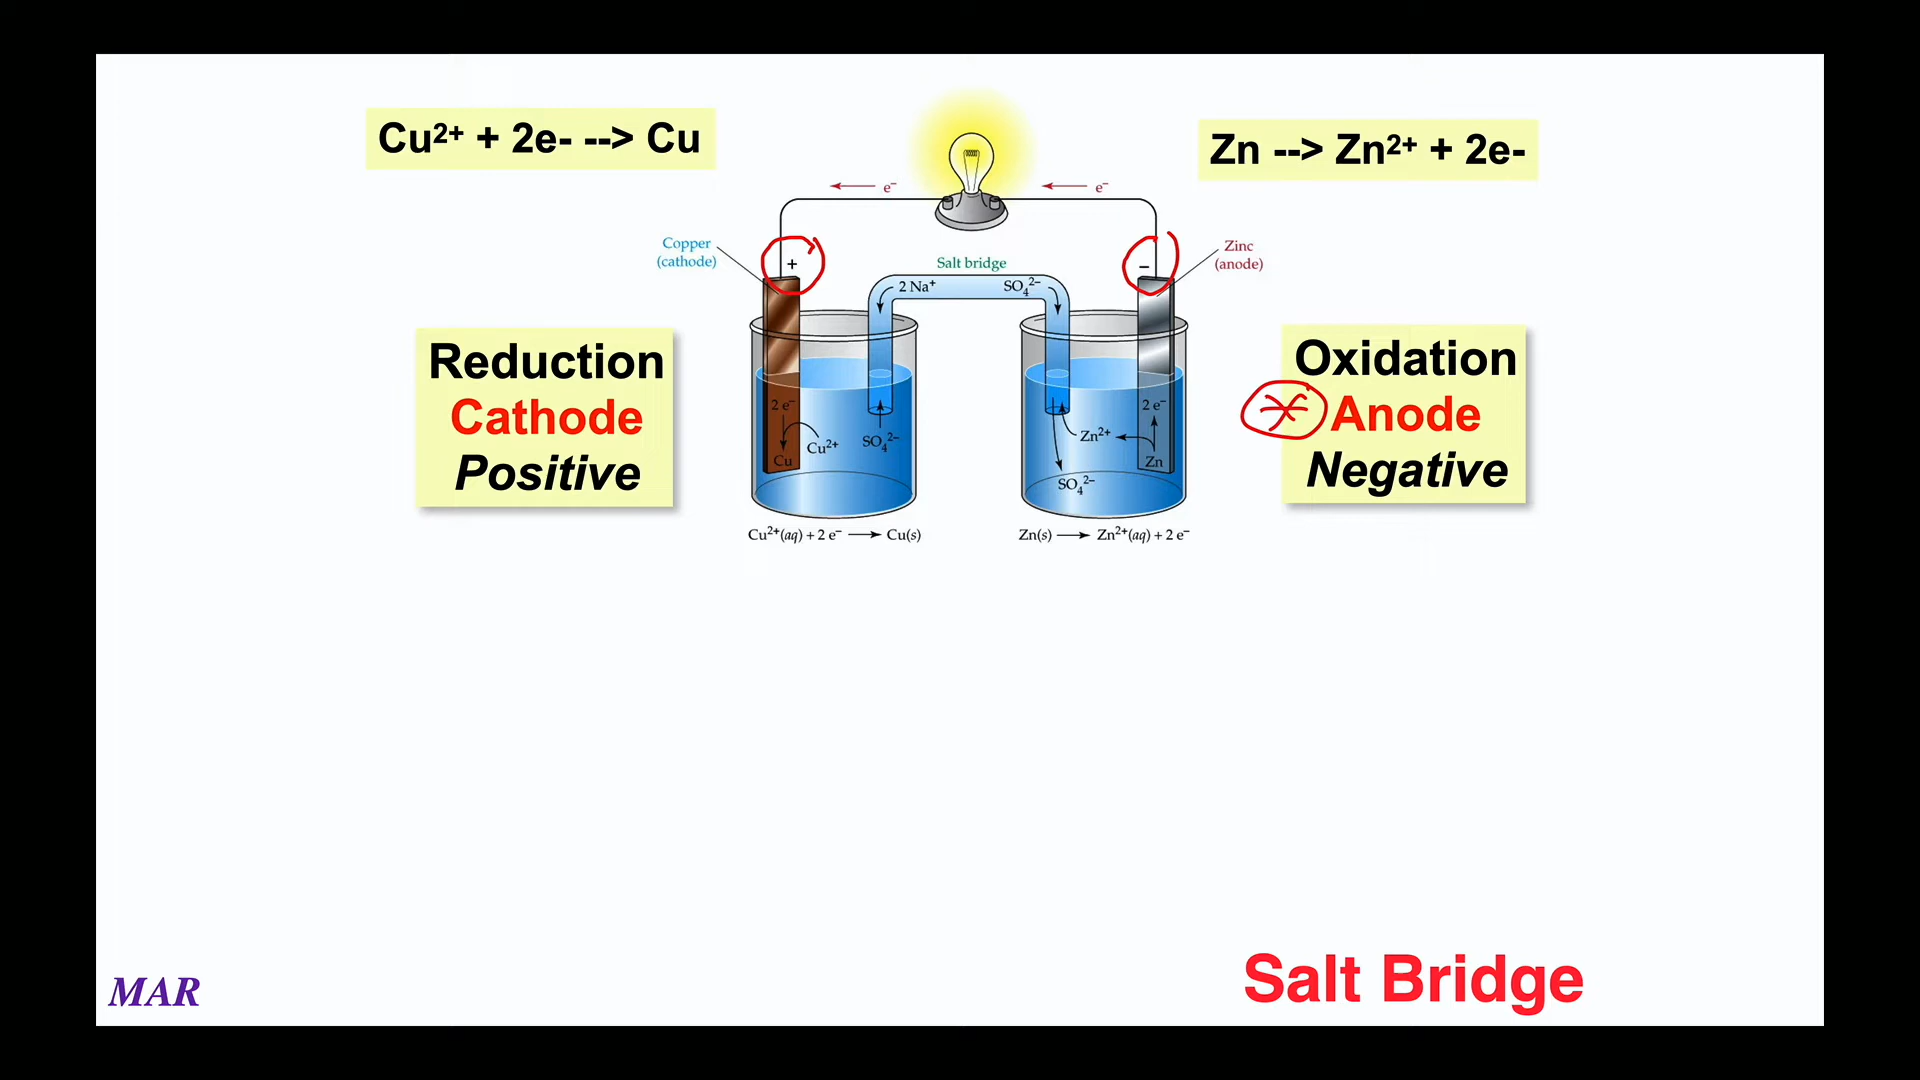 Cu²⁺ + 2e- --> Cu
Zn --> Zn²⁺ + 2e-
e⁻
e⁻
Copper
(cathode)
+
−
Zinc
(anode)
Salt bridge
2 Na⁺
SO₄²⁻
Reduction
Cathode
Positive
2 e⁻
Cu²⁺
Cu
SO₄²⁻
Zn²⁺
2 e⁻
Zn
SO₄²⁻
Oxidation
Anode
Negative
Cu²⁺(aq) + 2 e⁻ ⟶ Cu(s)
Zn(s) ⟶ Zn²⁺(aq) + 2 e⁻
MAR
Salt Bridge